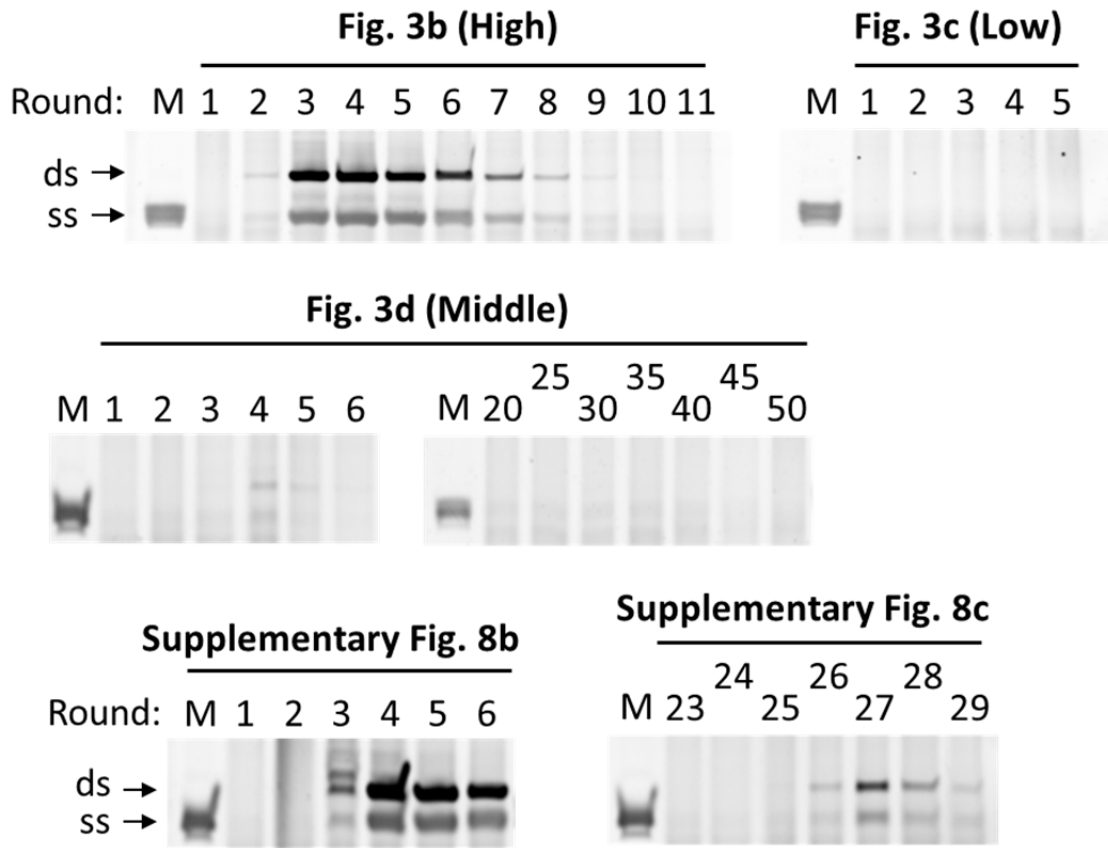 Fig. 3b (High)
Fig. 3c (Low)
Round: M 1 2 3 4 5 6 7 8 9 10 11
M 1 2 3 4 5
ds
ss
Fig. 3d (Middle)
25 35 45
M 1 2 3 4 5 6
M 20 30 40 50
Supplementary Fig. 8b
Supplementary Fig. 8c
24 26 28
Round: M 1 2 3 4 5 6
M 23 25 27 29
ds
ss